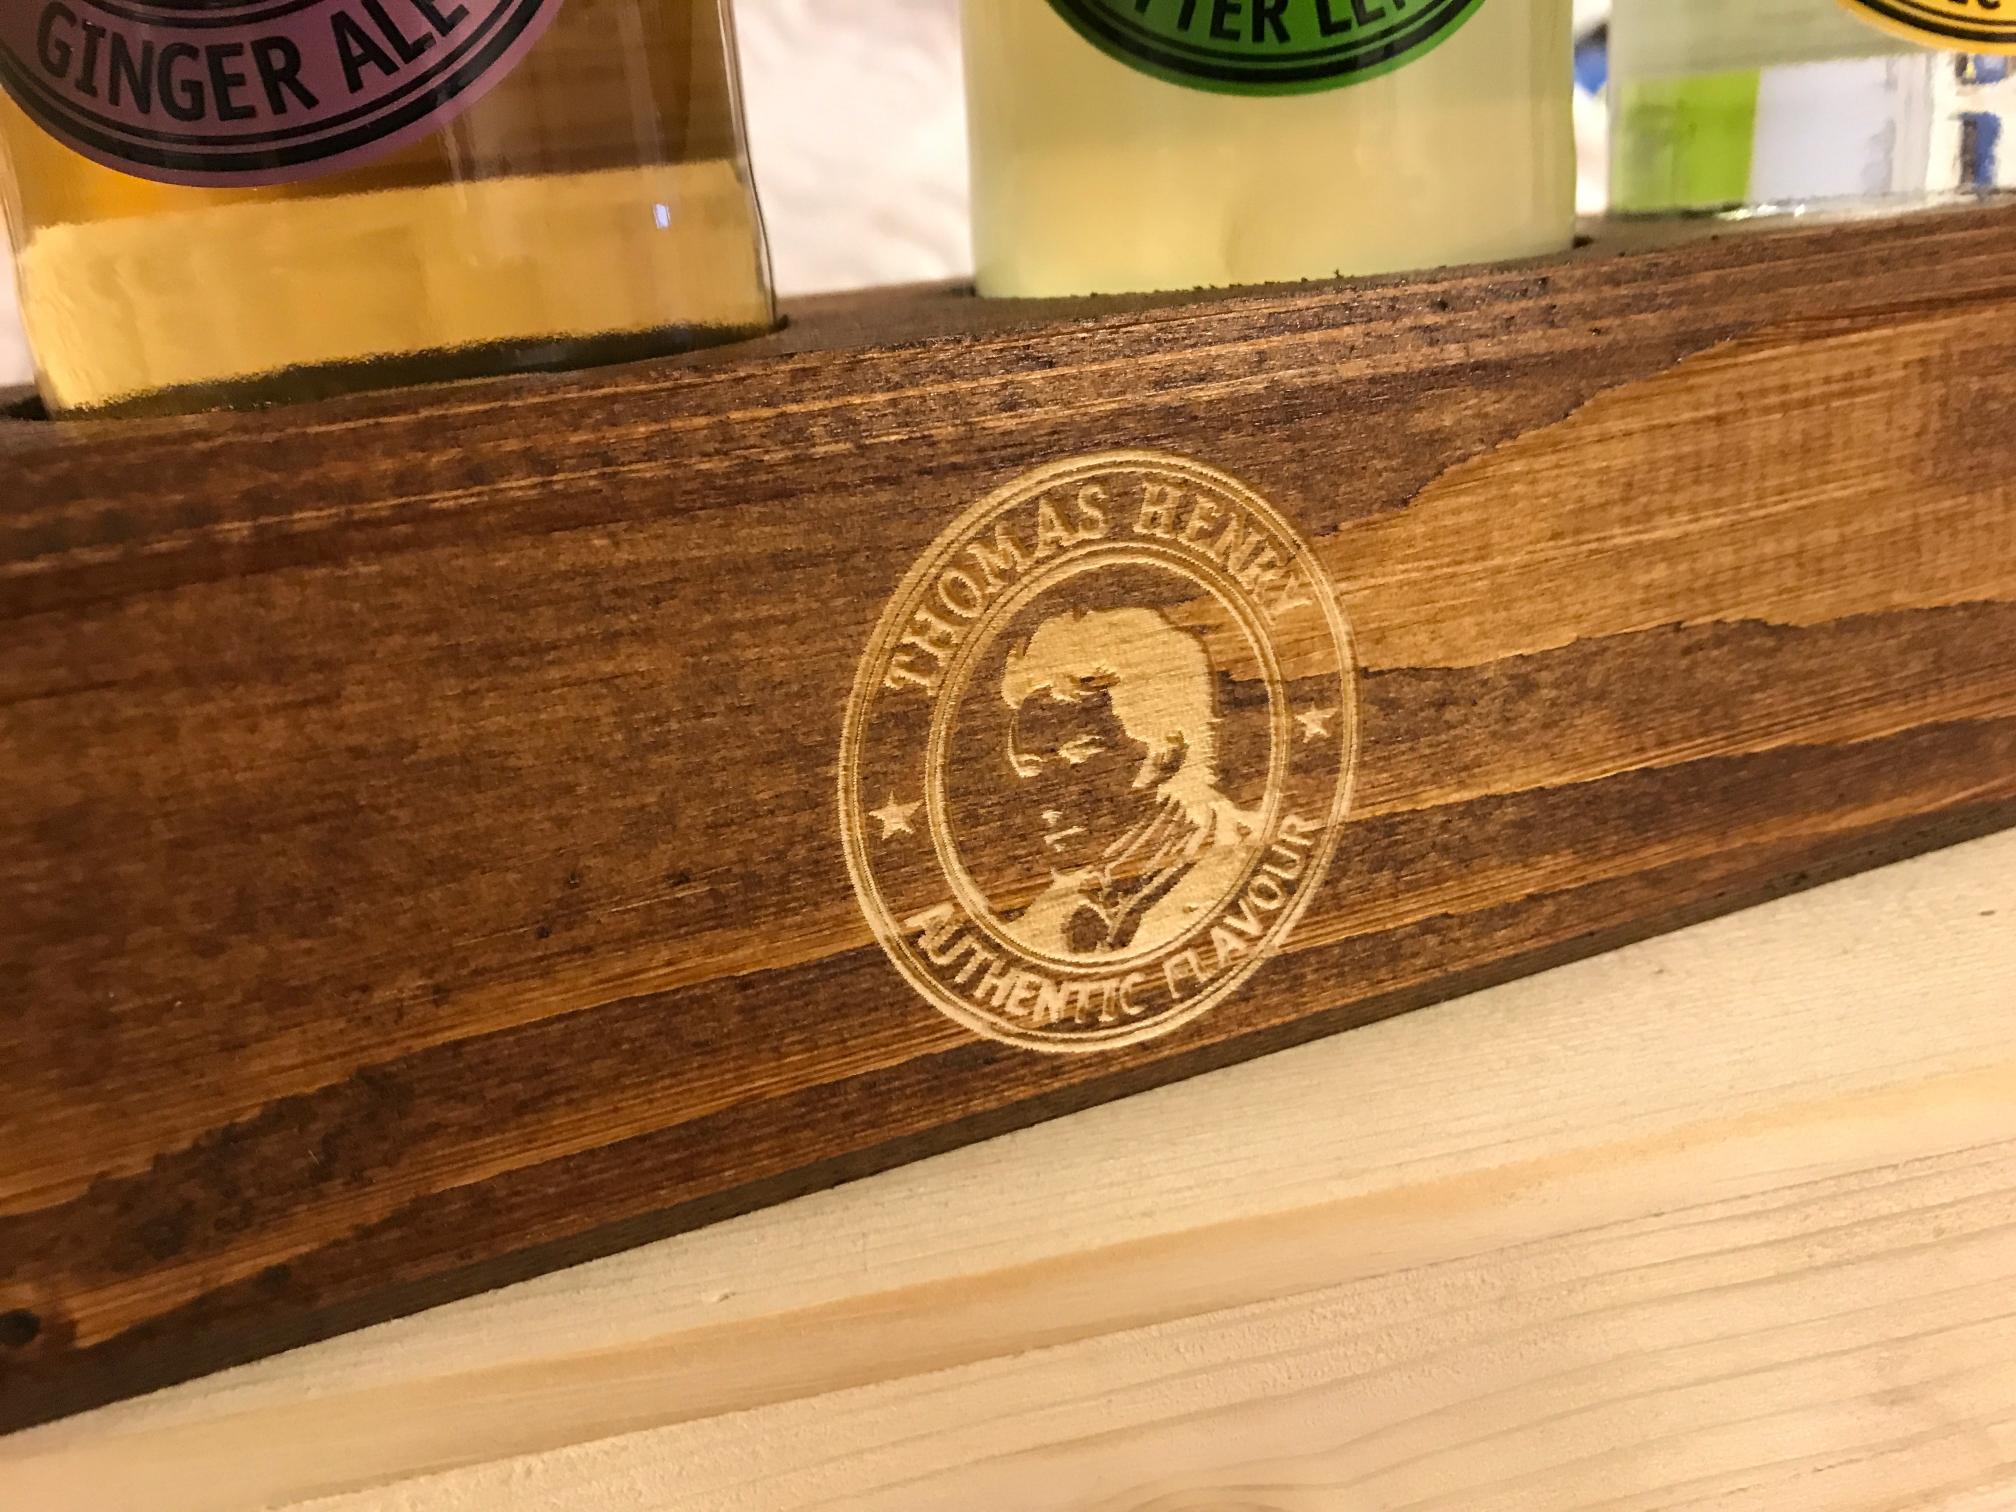 GINGER ALE
THOMAS HENRY
AUTHENTIC FLAVOUR